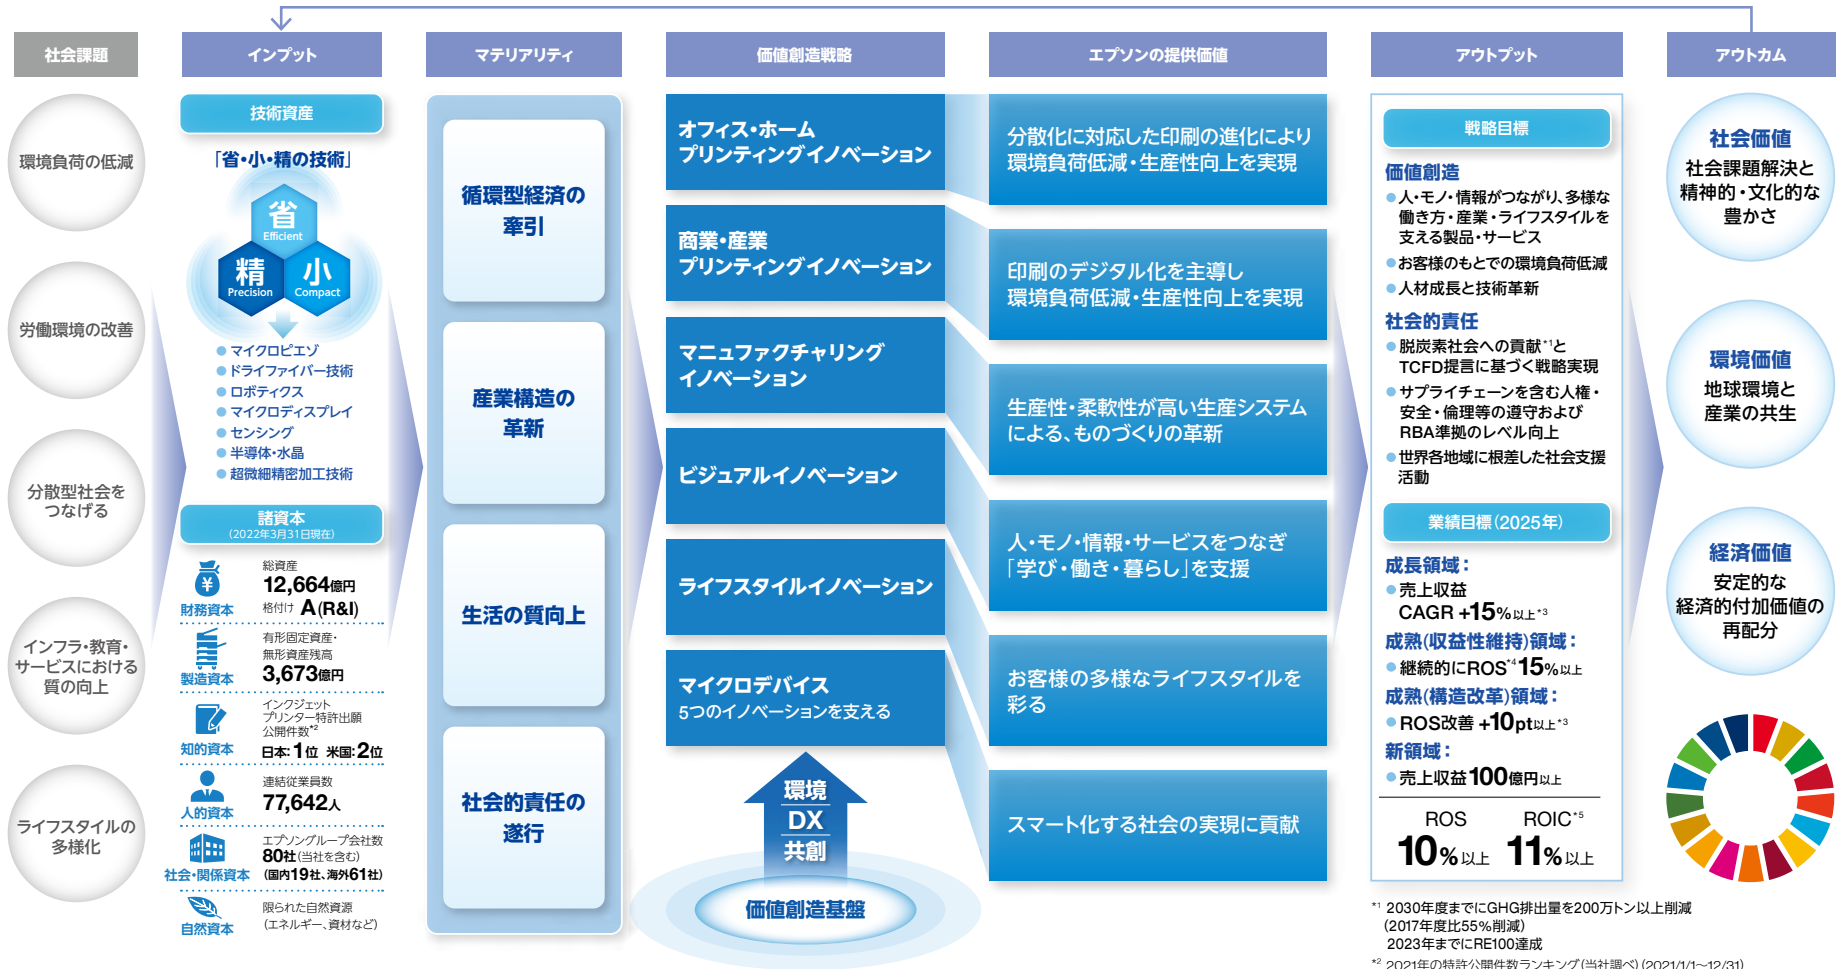 社会課題
環境負荷の低減
労働環境の改善
分散型社会を
つなげる
インフラ・教育・
サービスにおける
質の向上
ライフスタイルの
多様化
インプット
技術資産
「省・小・精の技術」
省
Efficient
精
Precision
小
Compact
●マイクロピエゾ
●ドライファイバー技術
●ロボティクス
●マイクロディスプレイ
●センシング
●半導体・水晶
●超微細精密加工技術
諸資本
(2022年3月31日現在)
¥
財務資本
総資産
12,664億円
格付け A(R&I)
製造資本
有形固定資産・
無形資産残高
3,673億円
知的資本
インクジェット
プリンター特許出願
公開件数*2
日本:1位 米国:2位
人的資本
連結従業員数
77,642人
社会・関係資本
エプソングループ会社数
80社(当社を含む)
(国内19社、海外61社)
自然資本
限られた自然資源
(エネルギー、資材など)
マテリアリティ
循環型経済の
牽引
産業構造の
革新
生活の質向上
社会的責任の
遂行
価値創造戦略
オフィス・ホーム
プリンティングイノベーション
商業・産業
プリンティングイノベーション
マニュファクチャリング
イノベーション
ビジュアルイノベーション
ライフスタイルイノベーション
マイクロデバイス
5つのイノベーションを支える
環境
DX
共創
価値創造基盤
エプソンの提供価値
分散化に対応した印刷の進化により
環境負荷低減・生産性向上を実現
印刷のデジタル化を主導し
環境負荷低減・生産性向上を実現
生産性・柔軟性が高い生産システム
による、ものづくりの革新
人・モノ・情報・サービスをつなぎ
「学び・働き・暮らし」を支援
お客様の多様なライフスタイルを
彩る
スマート化する社会の実現に貢献
アウトプット
戦略目標
価値創造
●人・モノ・情報がつながり、多様な
働き方・産業・ライフスタイルを
支える製品・サービス
●お客様のもとでの環境負荷低減
●人材成長と技術革新
社会的責任
●脱炭素社会への貢献*1と
TCFD提言に基づく戦略実現
●サプライチェーンを含む人権・
安全・倫理等の遵守および
RBA準拠のレベル向上
●世界各地域に根差した社会支援
活動
業績目標(2025年)
成長領域:
●売上収益
CAGR +15%以上*3
成熟(収益性維持)領域:
●継続的にROS*4 15%以上
成熟(構造改革)領域:
●ROS改善 +10pt以上*3
新領域:
●売上収益100億円以上
ROS
10%以上
ROIC*5
11%以上
*1 2030年度までにGHG排出量を200万トン以上削減
(2017年度比55%削減)
2023年までにRE100達成
*2 2021年の特許公開件数ランキング(当社調べ)(2021/1/1〜12/31)
アウトカム
社会価値
社会課題解決と
精神的・文化的な
豊かさ
環境価値
地球環境と
産業の共生
経済価値
安定的な
経済的付加価値の
再配分